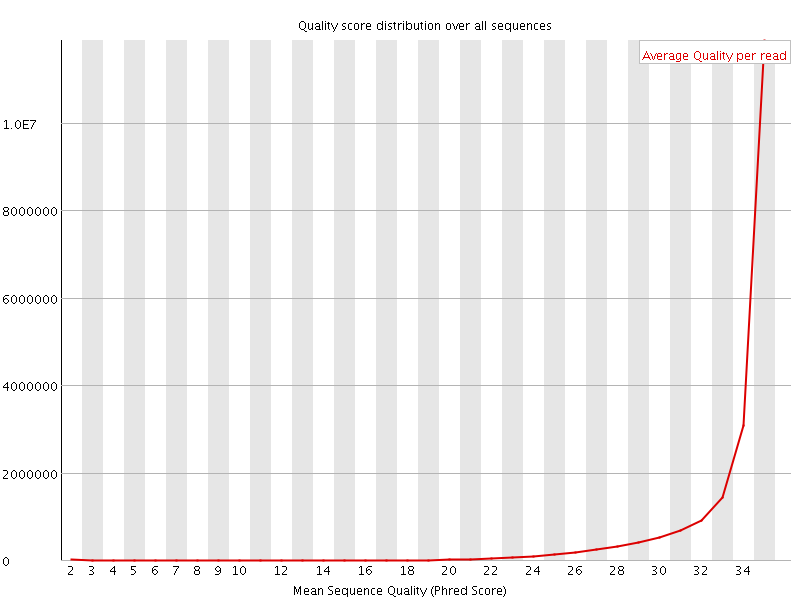 Quality score distribution over all sequences
Average Quality per read
1.0E7
8000000
6000000
4000000
2000000
0
2 3 4 5 6 7 8 9 10 12 14 16 18 20 22 24 26 28 30 32 34
Mean Sequence Quality (Phred Score)